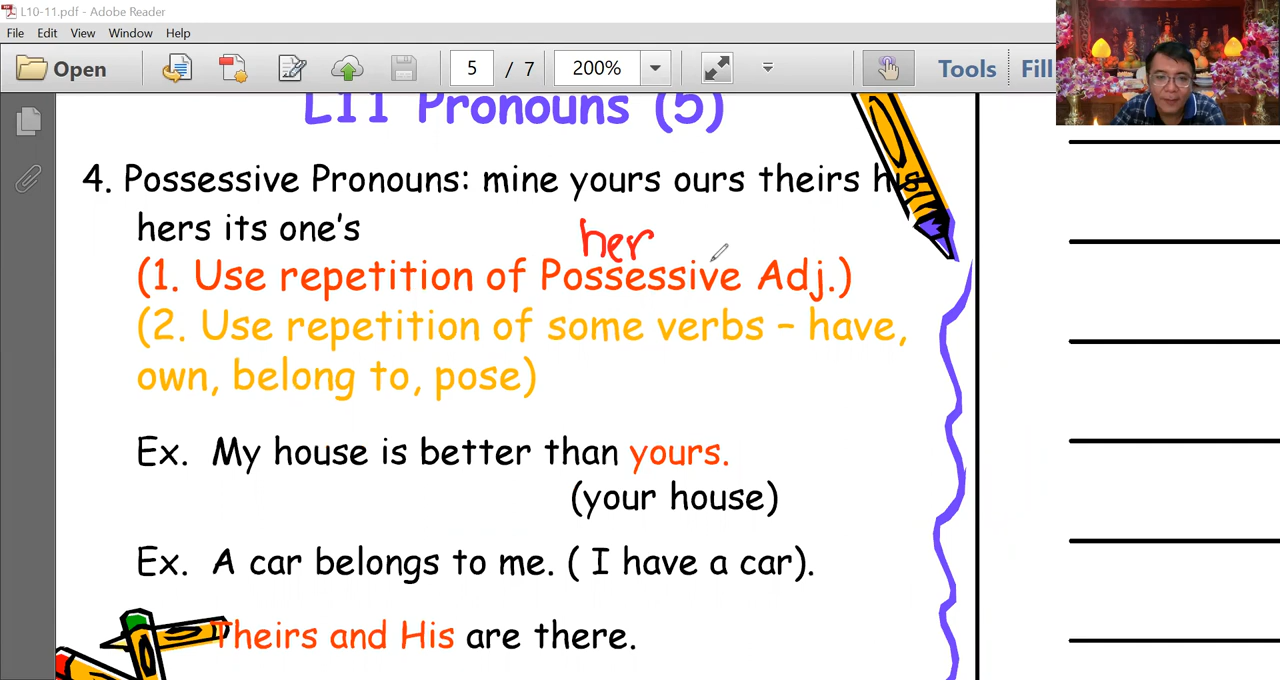 L10-11.pdf - Adobe Reader
File Edit View Window Help
Open 5 / 7 200% Tools Fill
L11 Pronouns (5)
4. Possessive Pronouns: mine yours ours theirs his
hers its one's
her
(1. Use repetition of Possessive Adj.)
(2. Use repetition of some verbs – have,
own, belong to, pose)
Ex. My house is better than yours.
(your house)
Ex. A car belongs to me. ( I have a car).
Theirs and His are there.